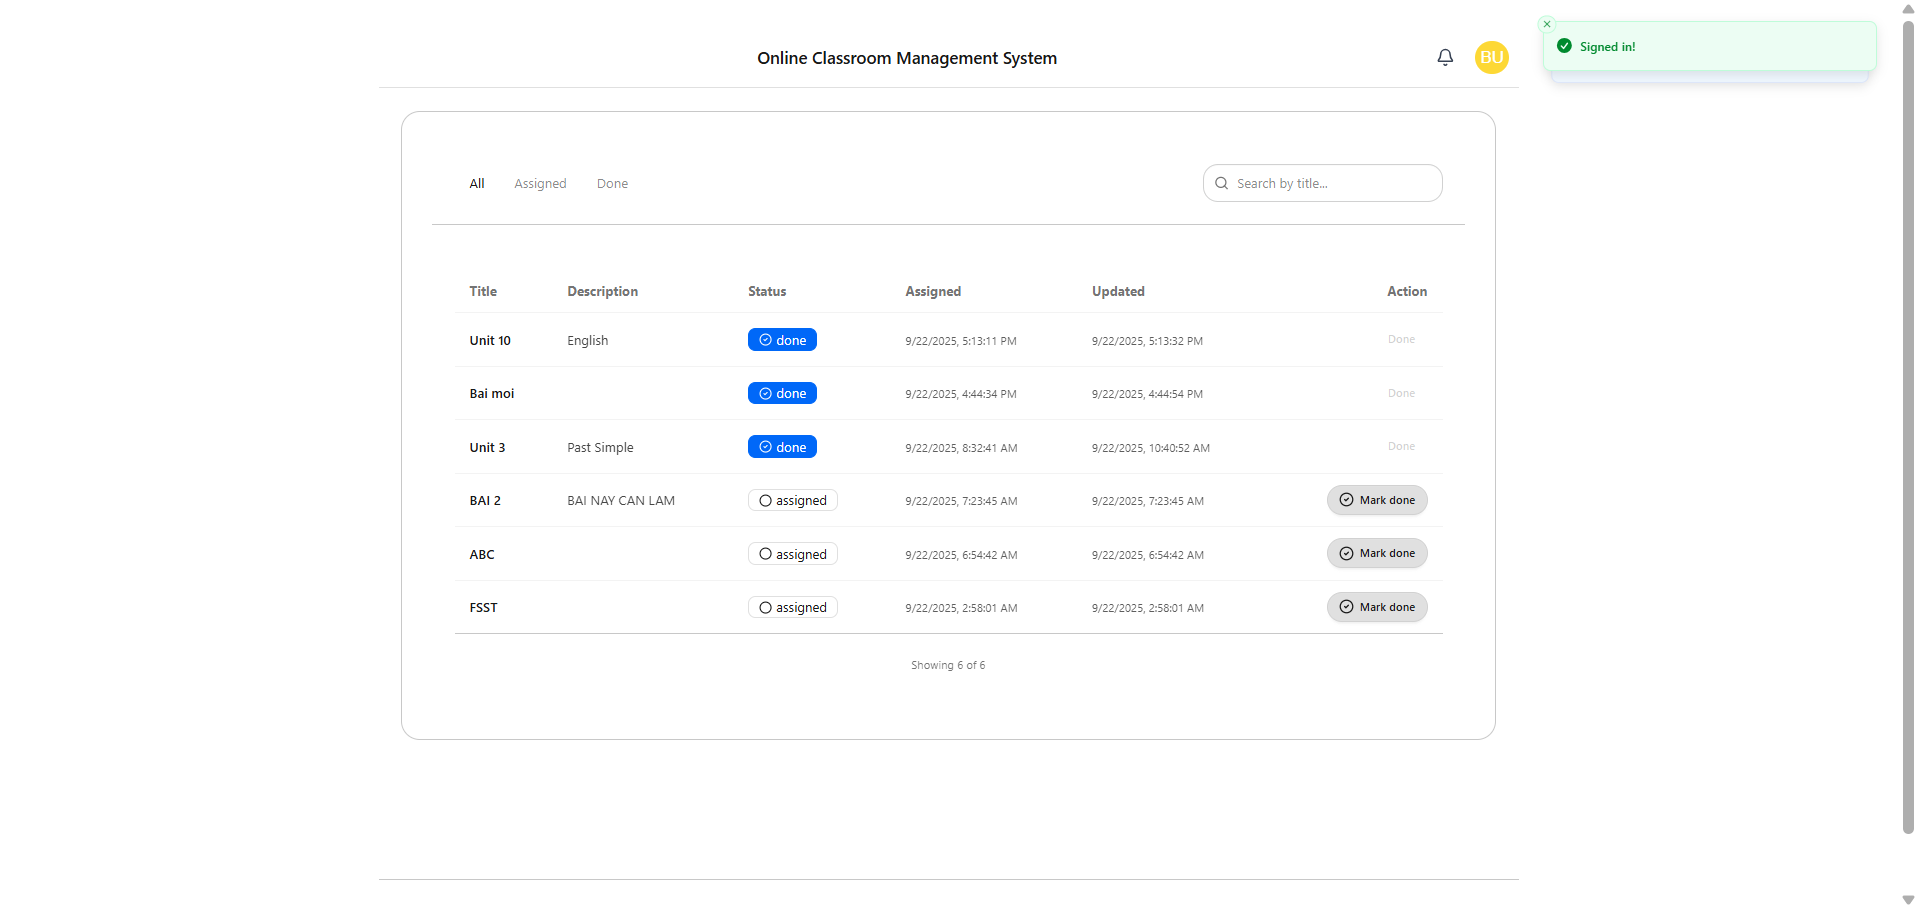 Online Classroom Management System
BU
Signed in!
All Assigned Done
Search by title...
Title Description Status Assigned Updated Action
Unit 10 English done 9/22/2025, 5:13:11 PM 9/22/2025, 5:13:32 PM Done
Bai moi done 9/22/2025, 4:44:34 PM 9/22/2025, 4:44:54 PM Done
Unit 3 Past Simple done 9/22/2025, 8:32:41 AM 9/22/2025, 10:40:52 AM Done
BAI 2 BAI NAY CAN LAM assigned 9/22/2025, 7:23:45 AM 9/22/2025, 7:23:45 AM Mark done
ABC assigned 9/22/2025, 6:54:42 AM 9/22/2025, 6:54:42 AM Mark done
FSST assigned 9/22/2025, 2:58:01 AM 9/22/2025, 2:58:01 AM Mark done
Showing 6 of 6